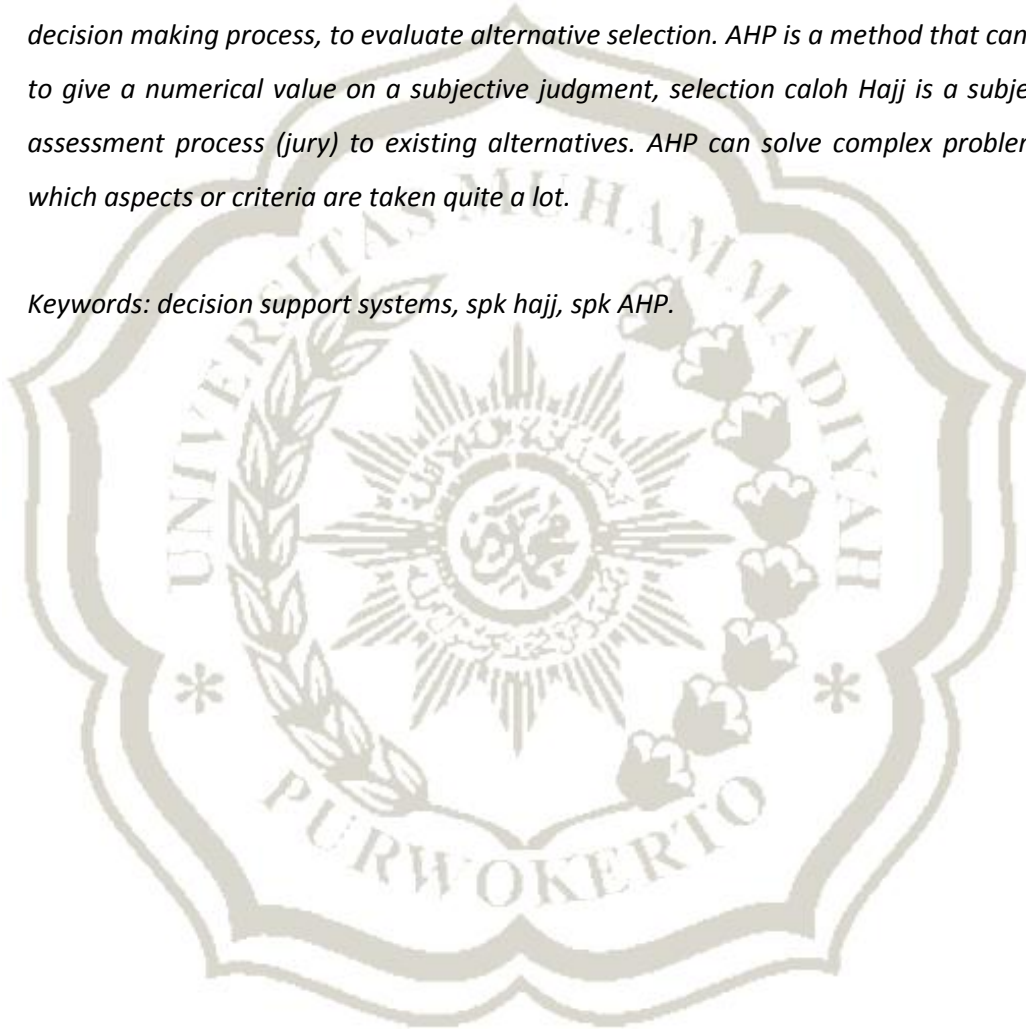 decision making process, to evaluate alternative selection. AHP is a method that can
to give a numerical value on a subjective judgment, selection caloh Hajj is a subje
assessment process (jury) to existing alternatives. AHP can solve complex probler
which aspects or criteria are taken quite a lot.
Keywords: decision support systems, spk hajj, spk AHP.
UNIVERSITAS MUHAMMADIYAH
PURWOKERTO